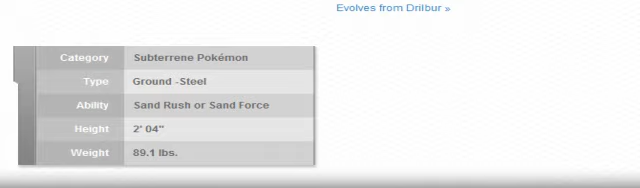 Evolves from Drilbur »
Category Subterrene Pokémon
Type Ground -Steel
Ability Sand Rush or Sand Force
Height 2' 04"
Weight 89.1 lbs.